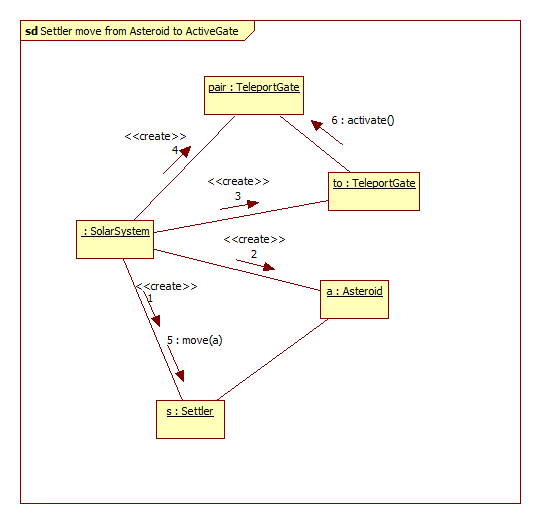 sd Settler move from Asteroid to ActiveGate
pair : TeleportGate
6 : activate()
<<create>>
4
<<create>>
3
to : TeleportGate
: SolarSystem
<<create>>
2
<<create>>
1
a : Asteroid
5 : move(a)
s : Settler